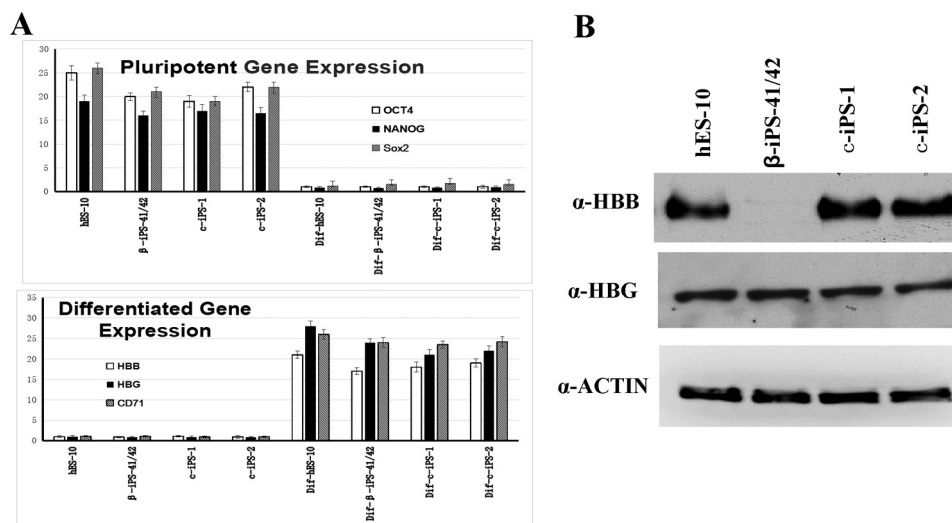 A
Pluripotent Gene Expression
30
25
20
15
10
5
0
OCT4
NANOG
Sox2
hES-10
β-iPS-41/42
c-iPS-1
c-iPS-2
Dif-hES-10
Dif-β-iPS-41/42
Dif-c-iPS-1
Dif-c-iPS-2
Differentiated Gene
Expression
35
30
25
20
15
10
5
0
HBB
HBG
CD71
hES-10
β-iPS-41/42
c-iPS-1
c-iPS-2
Dif-hES-10
Dif-β-iPS-41/42
Dif-c-iPS-1
Dif-c-iPS-2
B
hES-10
β-iPS-41/42
c-iPS-1
c-iPS-2
α-HBB
α-HBG
α-ACTIN